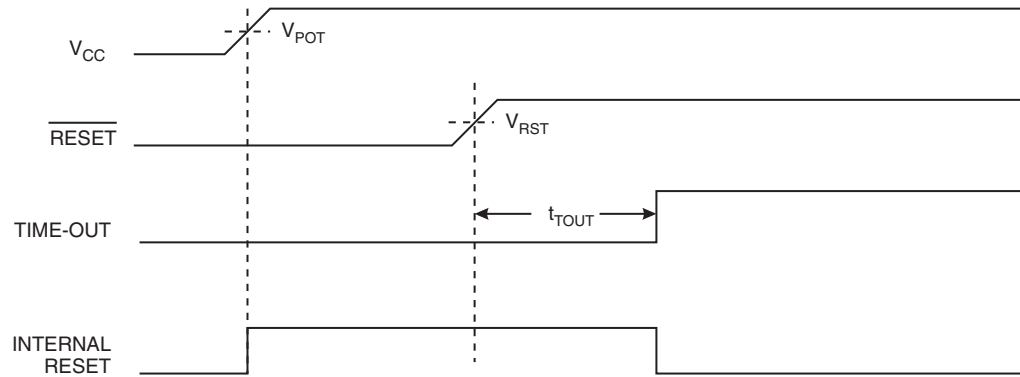 V_CC
V_POT
RESET
V_RST
TIME-OUT
t_TOUT
INTERNAL
RESET